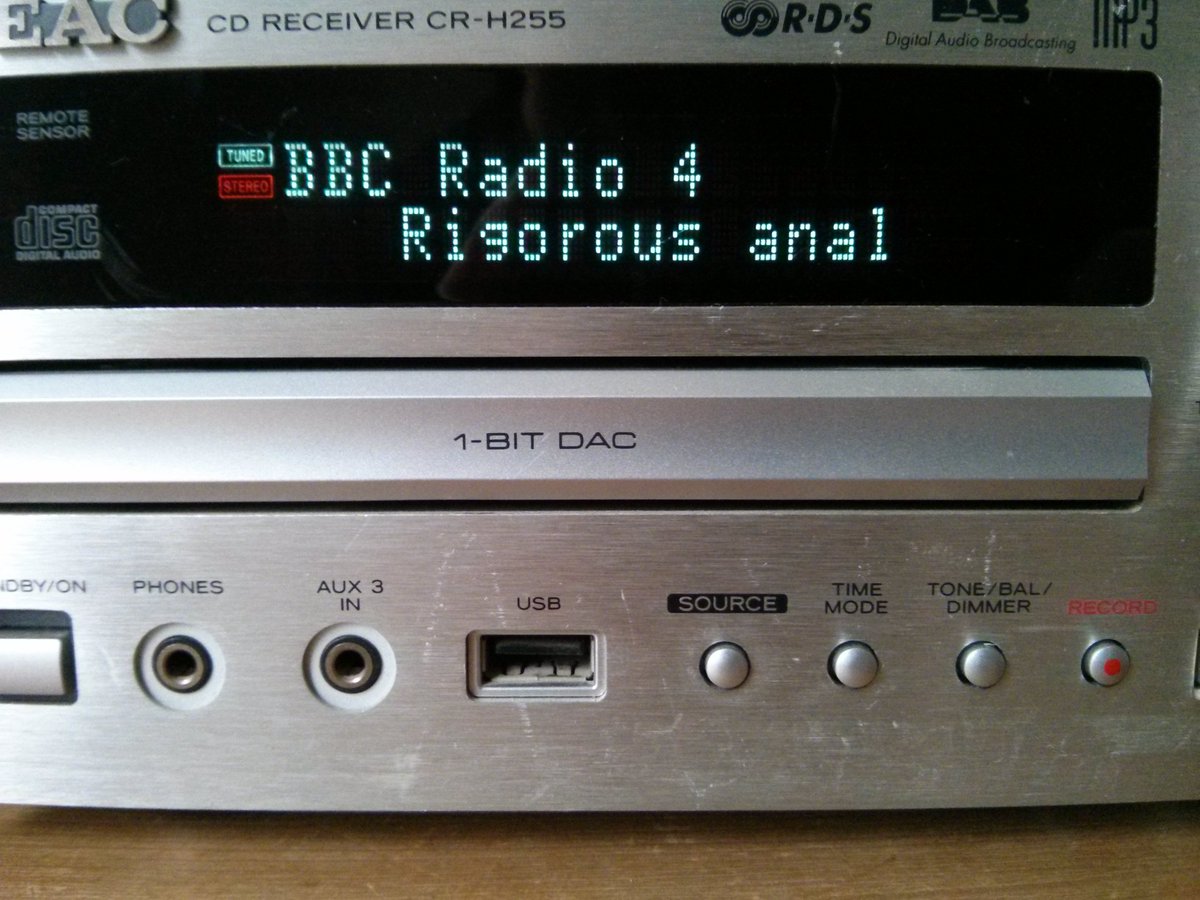 EAC CD RECEIVER CR-H255 R·D·S DAB MP3
Digital Audio Broadcasting
REMOTE
SENSOR
TUNED BBC Radio 4
STEREO
COMPACT
disc
DIGITAL AUDIO
Rigorous anal
1-BIT DAC
NDBY/ON PHONES
AUX 3
IN
USB
SOURCE
TIME
MODE
TONE/BAL/
DIMMER
RECORD